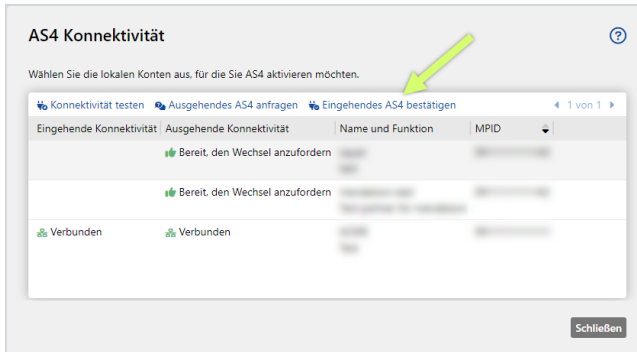 AS4 Konnektivität
Wählen Sie die lokalen Konten aus, für die Sie AS4 aktivieren möchten.
Konnektivität testen Ausgehendes AS4 anfragen Eingehendes AS4 bestätigen 1 von 1
Eingehende Konnektivität Ausgehende Konnektivität Name und Funktion MPID
Bereit, den Wechsel anzufordern
Bereit, den Wechsel anzufordern
Verbunden Verbunden
Schließen